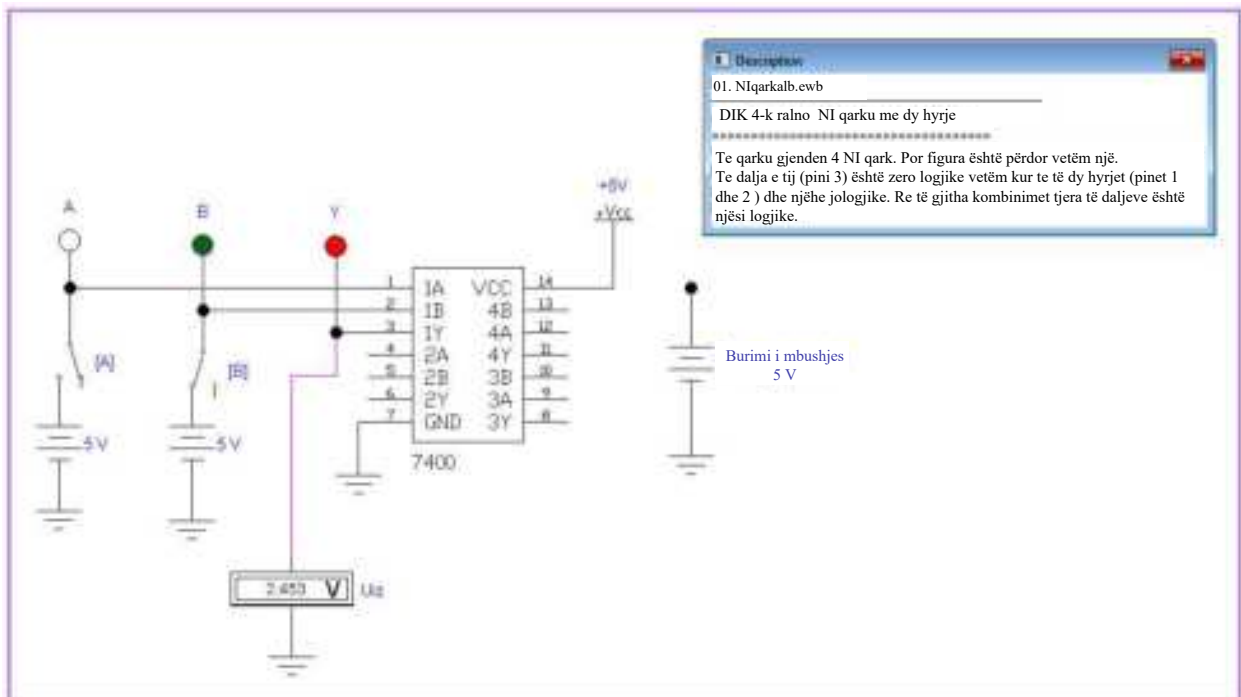 Description
01. NIqarkalb.ewb
DIK 4-k ralno NI qarku me dy hyrje
Te qarku gjenden 4 NI qark. Por figura është përdor vetëm një.
Te dalja e tij (pini 3) është zero logjike vetëm kur te të dy hyrjet (pinet 1
dhe 2 ) dhe njëhe jologjike. Re të gjitha kombinimet tjera të daljeve është
njësi logjike.
+5V
+Vcc
A
B
Y
1 1A VCC 14
2 1B 4B 13
3 1Y 4A 12
4 2A 4Y 11
5 2B 3B 10
6 2Y 3A 9
7 GND 3Y 8
7400
[A]
[B]
5 V
5 V
Burimi i mbushjes
5 V
2.453 V